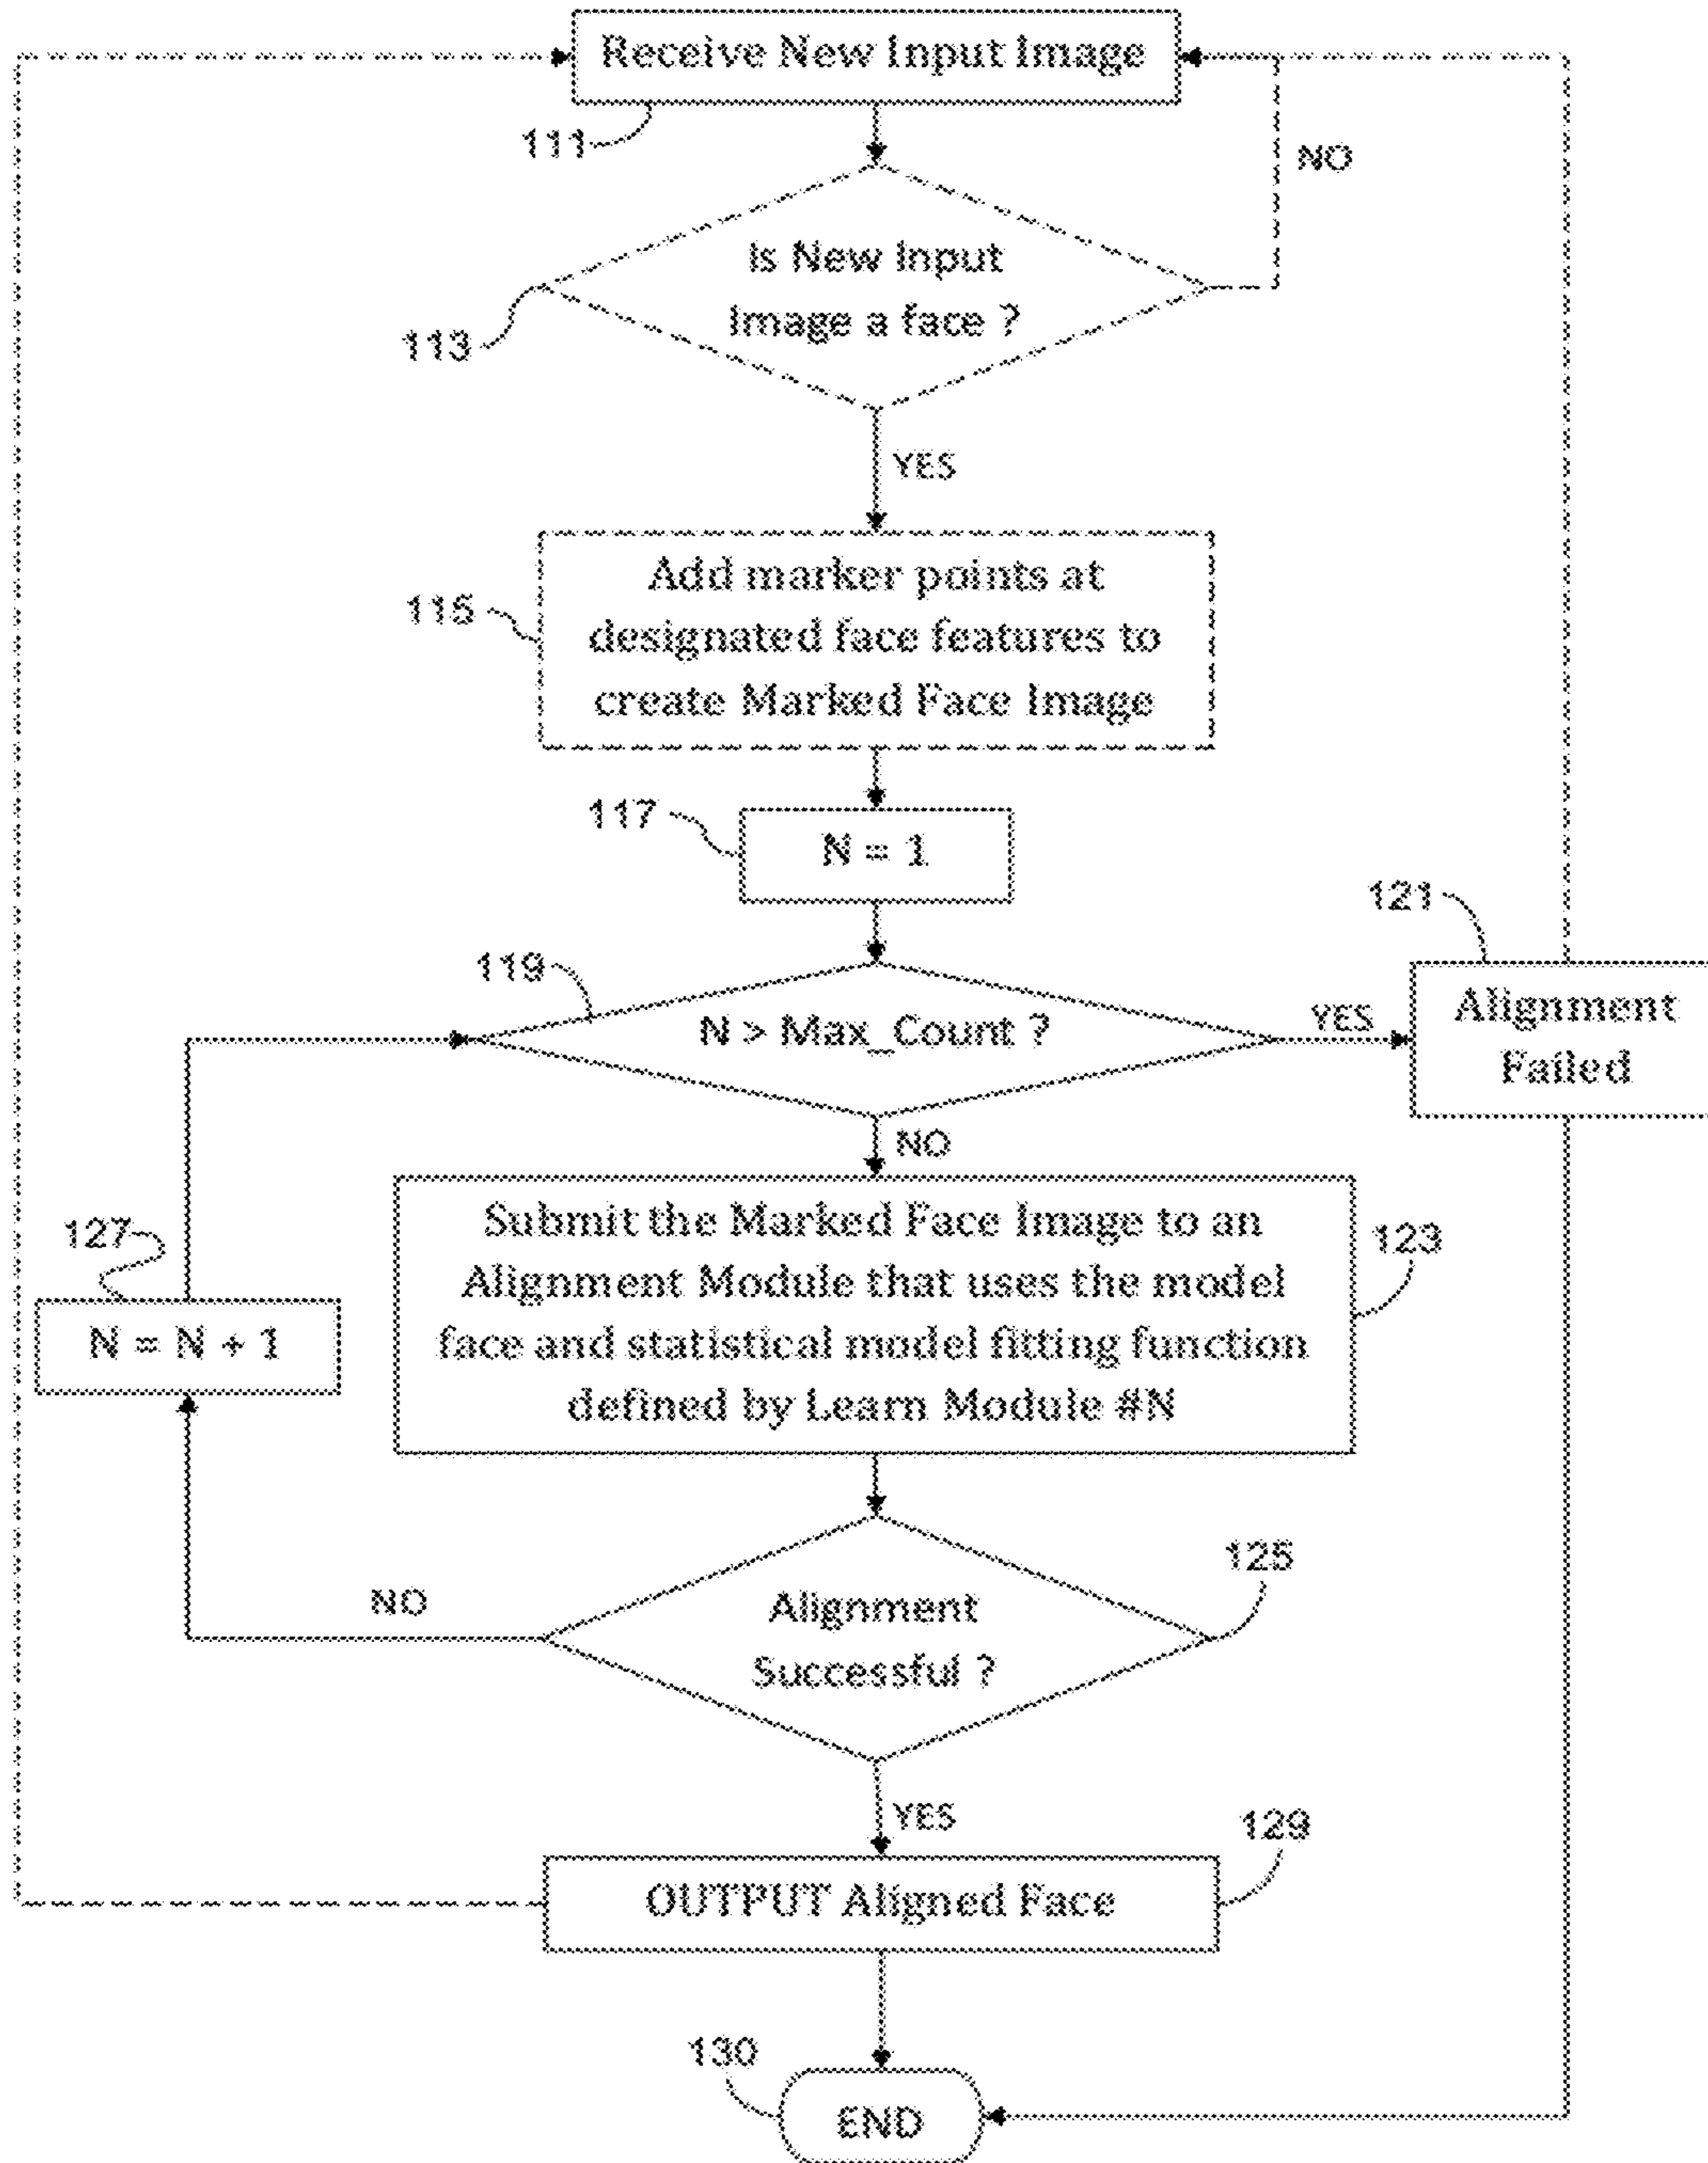 Receive New Input Image
111
NO
Is New Input
Image a face ?
113
YES
Add marker points at
designated face features to
create Marked Face Image
115
117
N = 1
121
119
N > Max_Count ?
YES
Alignment
Failed
NO
Submit the Marked Face Image to an
Alignment Module that uses the model
face and statistical model fitting function
defined by Learn Module #N
123
127
N = N + 1
125
NO
Alignment
Successful ?
YES
129
OUTPUT Aligned Face
130
END